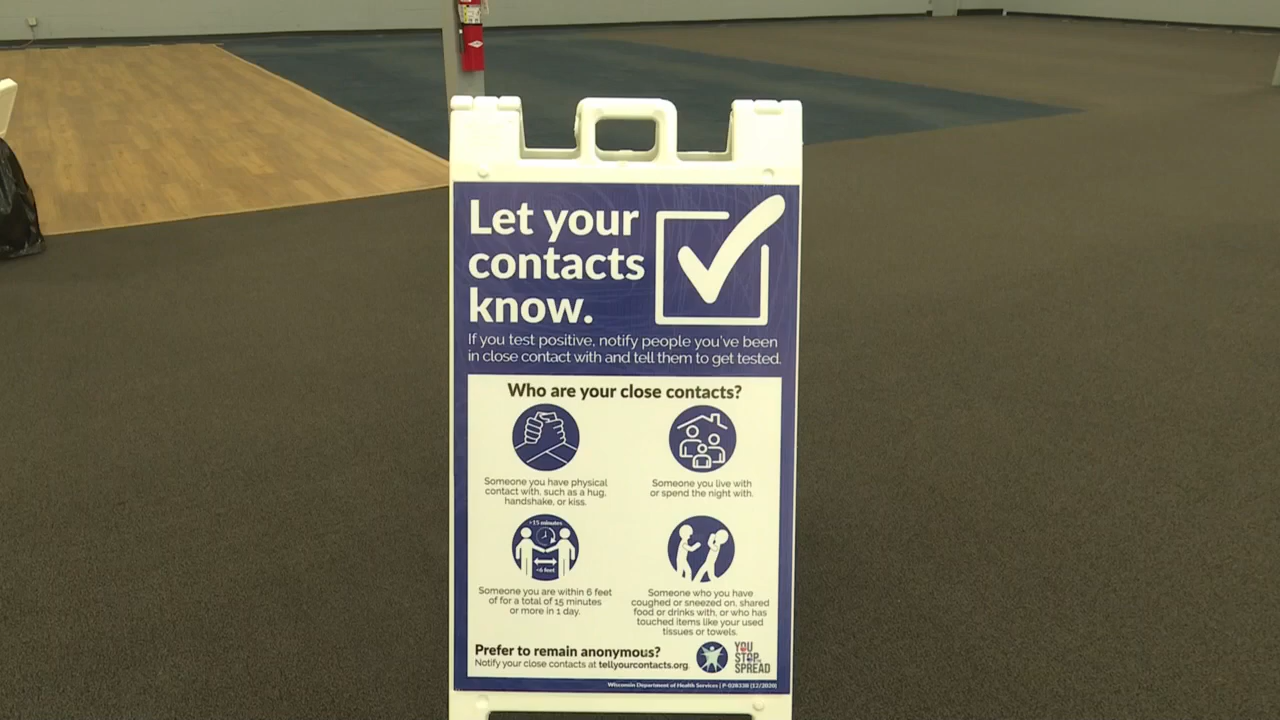 Let your
contacts
know.
If you test positive, notify people you've been
in close contact with and tell them to get tested.
Who are your close contacts?
Someone you have physical
contact with, such as a hug,
handshake, or kiss.
Someone you live with
or spend the night with.
>15 minutes
<6 feet
Someone you are within 6 feet
of for a total of 15 minutes
or more in 1 day.
Someone who you have
coughed or sneezed on, shared
food or drinks with, or who has
touched items like your used
tissues or towels.
Prefer to remain anonymous?
Notify your close contacts at tellyourcontacts.org.
YOU
STOP THE
SPREAD
Wisconsin Department of Health Services | P-02833R (12/2020)